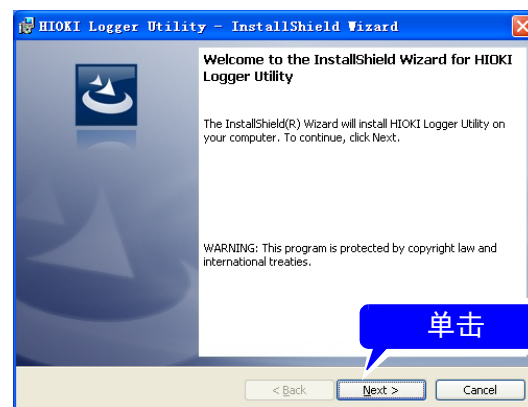 HIOKI Logger Utility - InstallShield Wizard
Welcome to the InstallShield Wizard for HIOKI
Logger Utility
The InstallShield(R) Wizard will install HIOKI Logger Utility on
your computer. To continue, click Next.
WARNING: This program is protected by copyright law and
international treaties.
单击
< Back Next > Cancel